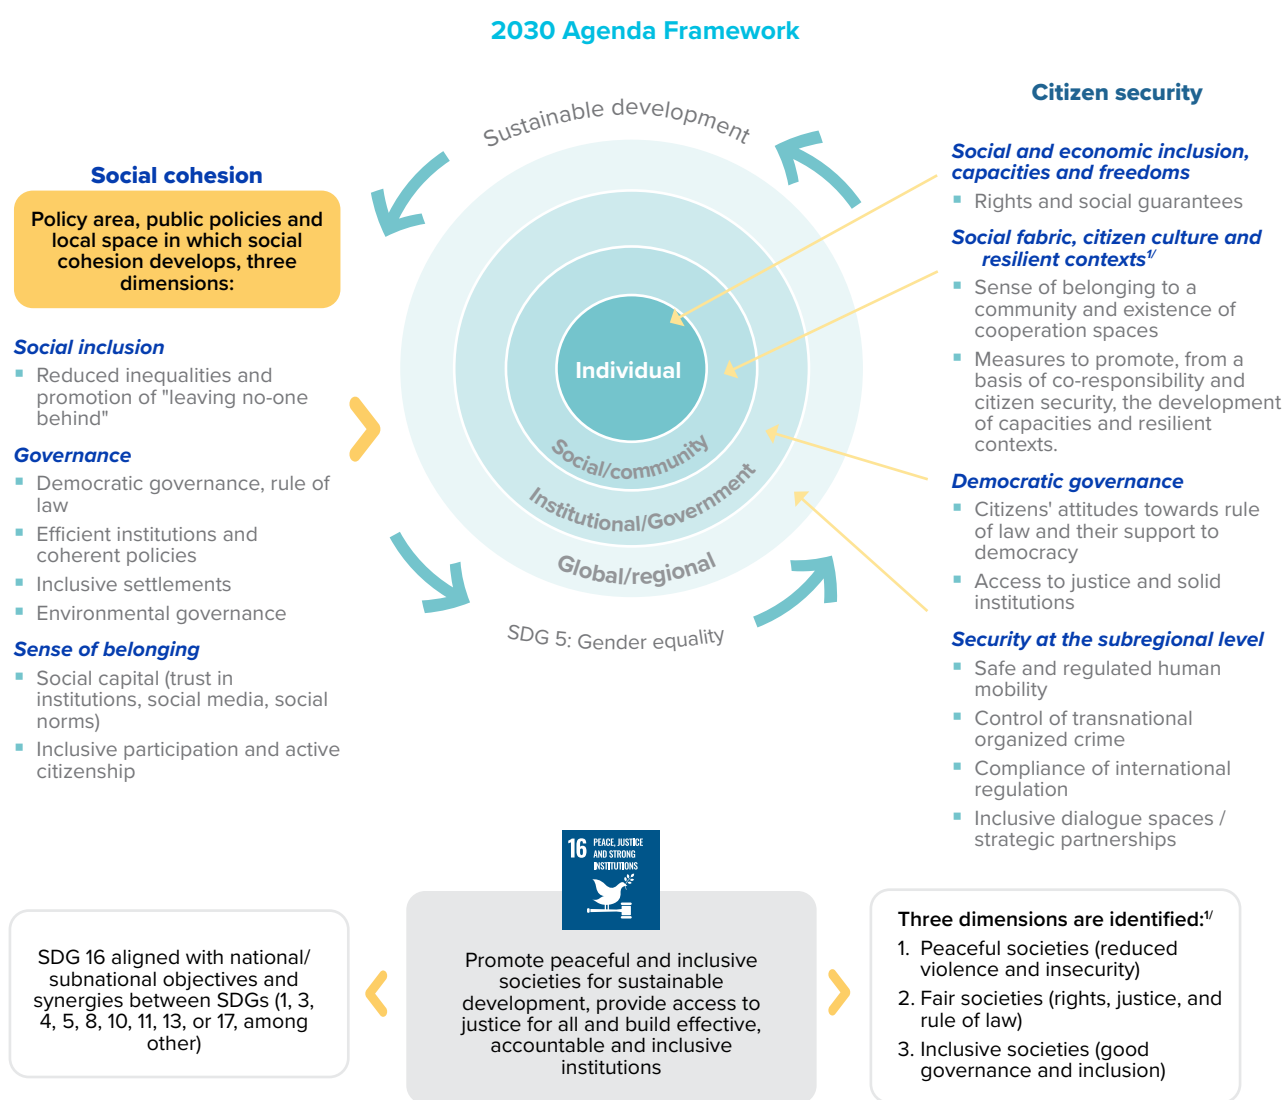 2030 Agenda Framework
Social cohesion
Policy area, public policies and
local space in which social
cohesion develops, three
dimensions:
Social inclusion
▪ Reduced inequalities and
promotion of "leaving no-one
behind"
Governance
▪ Democratic governance, rule of
law
▪ Efficient institutions and
coherent policies
▪ Inclusive settlements
▪ Environmental governance
Sense of belonging
▪ Social capital (trust in
institutions, social media, social
norms)
▪ Inclusive participation and active
citizenship
Sustainable development
Individual
Social/community
Institutional/Government
Global/regional
SDG 5: Gender equality
Citizen security
Social and economic inclusion,
capacities and freedoms
▪ Rights and social guarantees
Social fabric, citizen culture and
resilient contexts1/
▪ Sense of belonging to a
community and existence of
cooperation spaces
▪ Measures to promote, from a
basis of co-responsibility and
citizen security, the development
of capacities and resilient
contexts.
Democratic governance
▪ Citizens' attitudes towards rule
of law and their support to
democracy
▪ Access to justice and solid
institutions
Security at the subregional level
▪ Safe and regulated human
mobility
▪ Control of transnational
organized crime
▪ Compliance of international
regulation
▪ Inclusive dialogue spaces /
strategic partnerships
SDG 16 aligned with national/
subnational objectives and
synergies between SDGs (1, 3,
4, 5, 8, 10, 11, 13, or 17, among
other)
16 PEACE, JUSTICE
AND STRONG
INSTITUTIONS
Promote peaceful and inclusive
societies for sustainable
development, provide access to
justice for all and build effective,
accountable and inclusive
institutions
Three dimensions are identified:1/
1. Peaceful societies (reduced
violence and insecurity)
2. Fair societies (rights, justice, and
rule of law)
3. Inclusive societies (good
governance and inclusion)